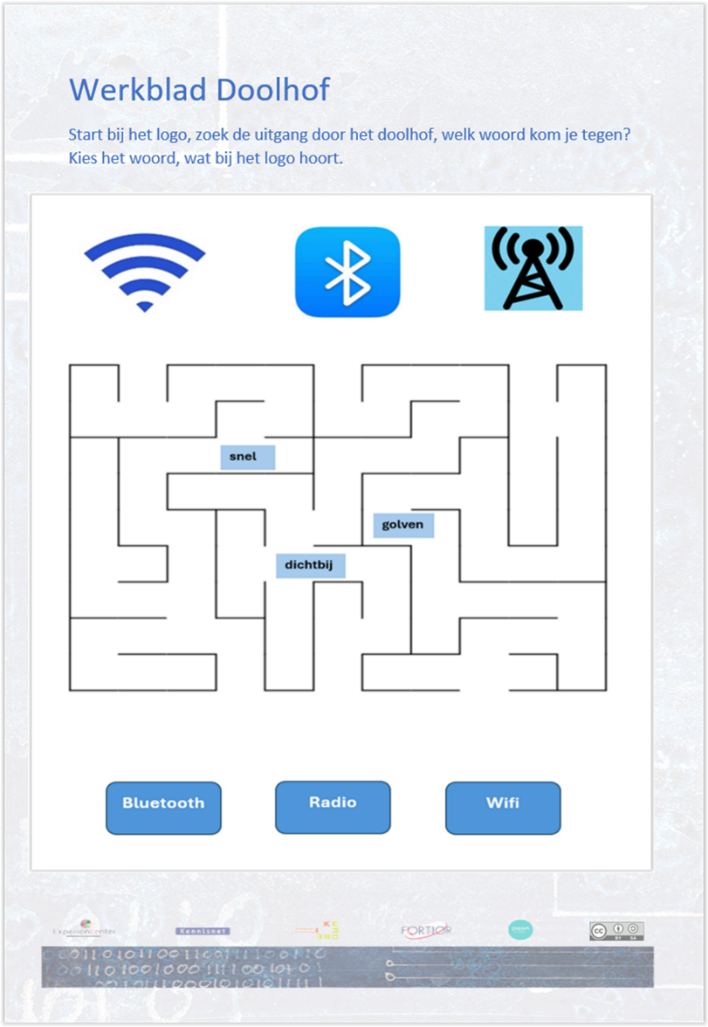 Werkblad Doolhof
Start bij het logo, zoek de uitgang door het doolhof, welk woord kom je tegen?
Kies het woord, wat bij het logo hoort.
snel
golven
dichtbij
Bluetooth
Radio
Wifi
Experiencenter
Kennisnet
FORTIOR